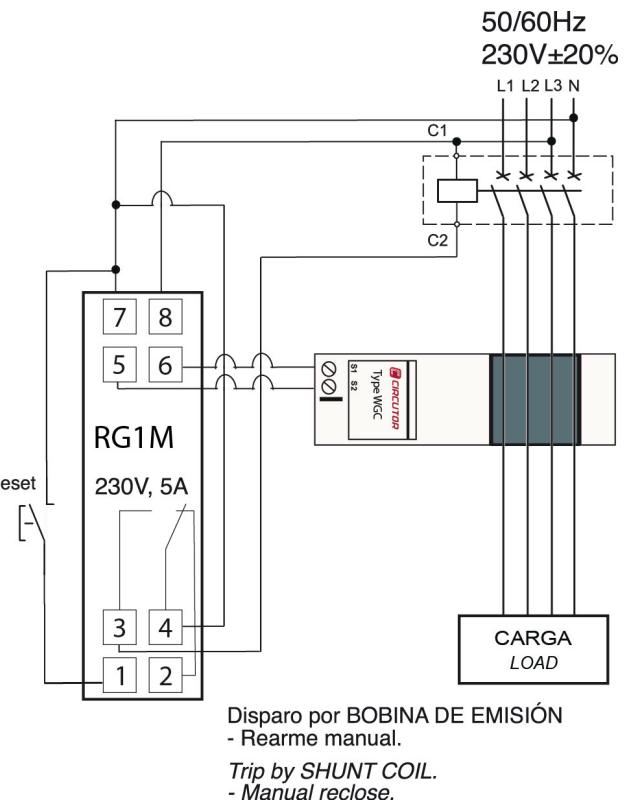 50/60Hz
230V±20%
L1 L2 L3 N
C1
C2
7 8
5 6
S1
S2
Type WGC
CIRCUTOR
RG1M
eset
230V, 5A
3 4
1 2
CARGA
LOAD
Disparo por BOBINA DE EMISIÓN
- Rearme manual.
Trip by SHUNT COIL.
- Manual reclose.